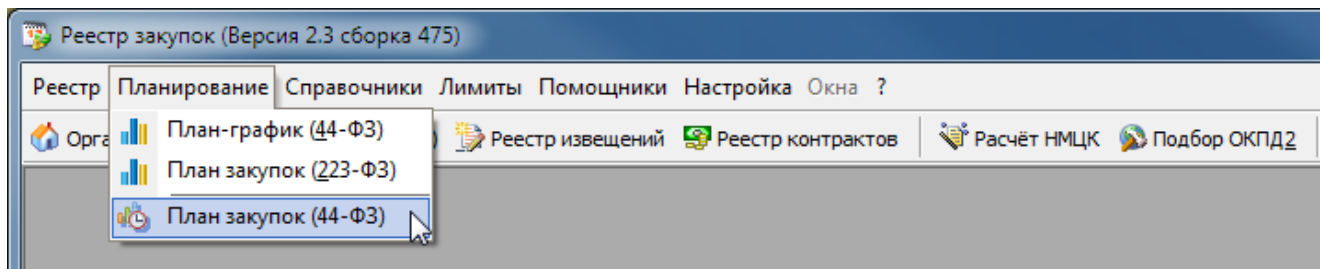 Реестр закупок (Версия 2.3 сборка 475)
Реестр Планирование Справочники Лимиты Помощники Настройка Окна ?
Орга ) Реестр извещений Реестр контрактов Расчёт НМЦК Подбор ОКПД2
План-график (44-ФЗ)
План закупок (223-ФЗ)
План закупок (44-ФЗ)